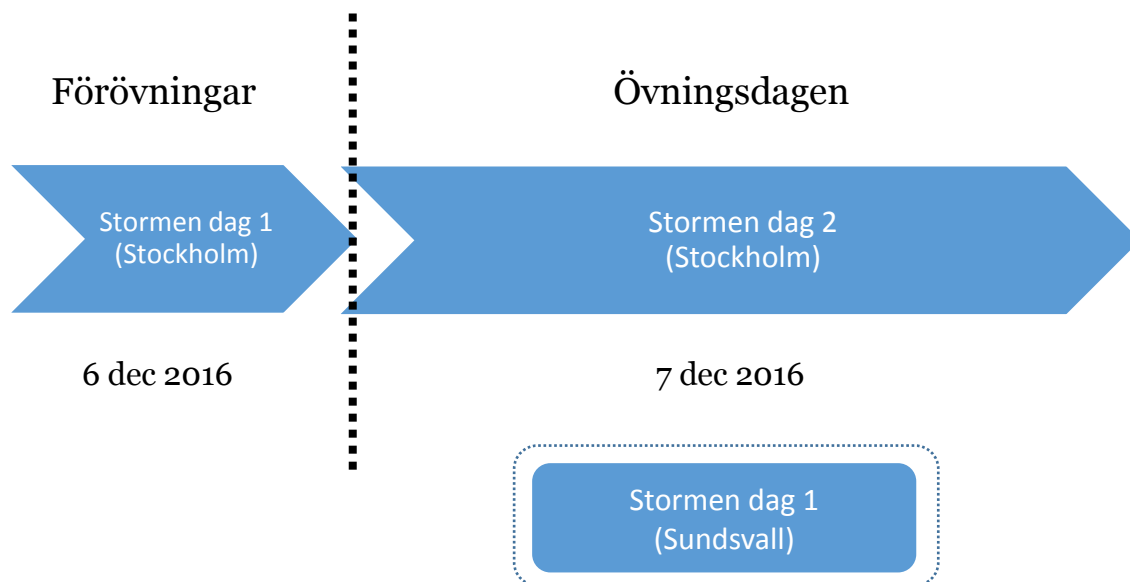 Förövningar
Övningsdagen
Stormen dag 1
(Stockholm)
Stormen dag 2
(Stockholm)
6 dec 2016
7 dec 2016
Stormen dag 1
(Sundsvall)